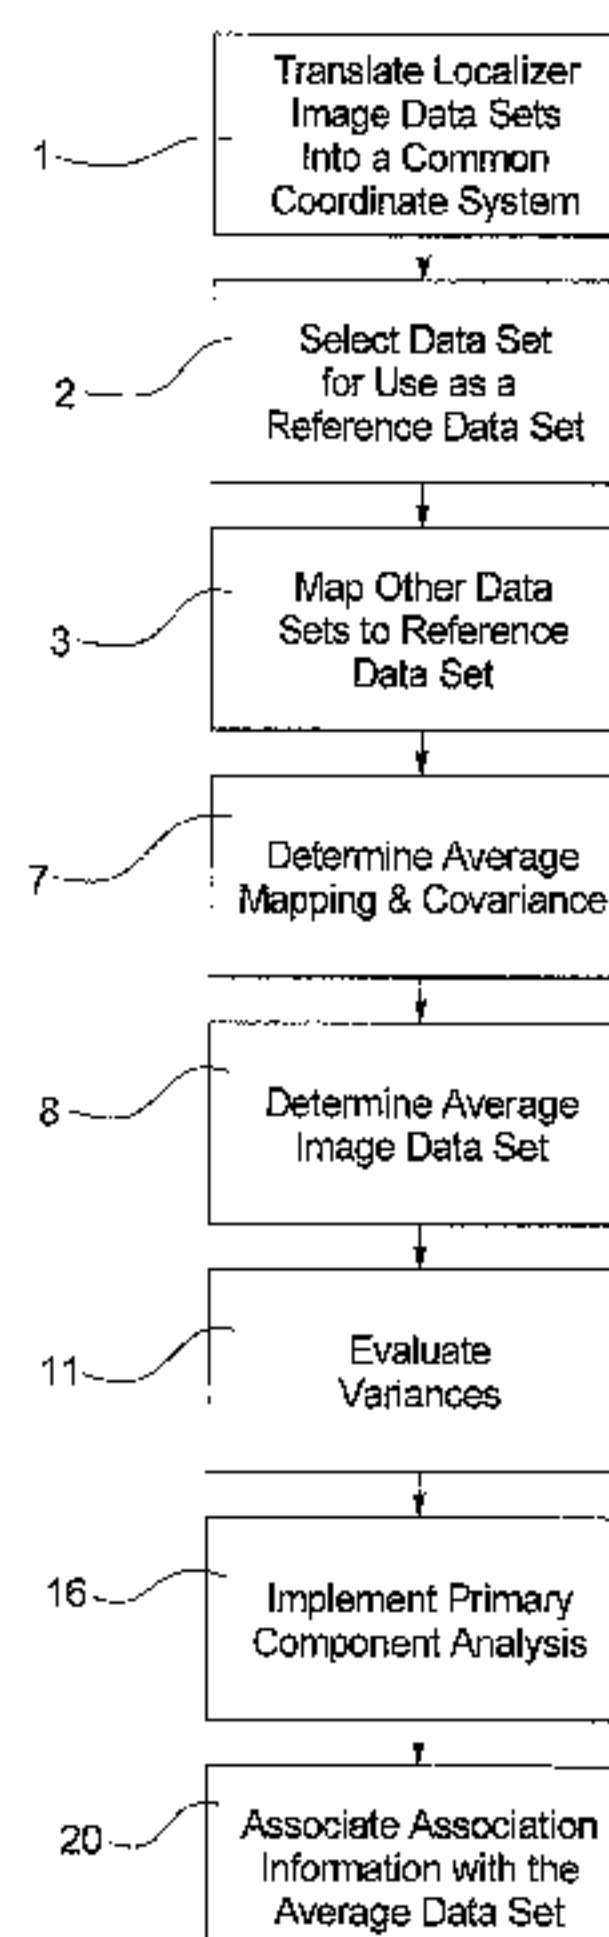 Translate Localizer
Image Data Sets
Into a Common
Coordinate System
1
Select Data Set
for Use as a
Reference Data Set
2
Map Other Data
Sets to Reference
Data Set
3
Determine Average
Mapping & Covariance
7
Determine Average
Image Data Set
8
Evaluate
Variances
11
Implement Primary
Component Analysis
16
Associate Association
Information with the
Average Data Set
20